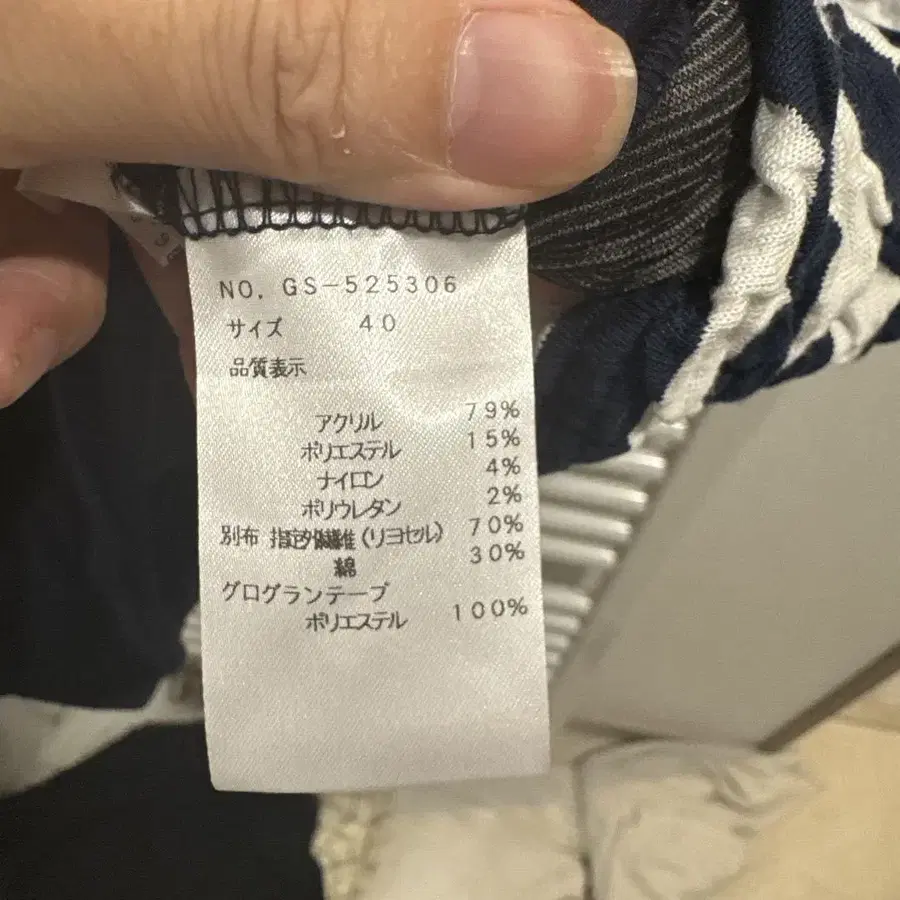 NO. GS-525306
サイズ 40
品質表示
アクリル 79%
ポリエステル 15%
ナイロン 4%
ポリウレタン 2%
別布 指定外繊維(リヨセル) 70%
綿 30%
グログランテープ
ポリエステル 100%